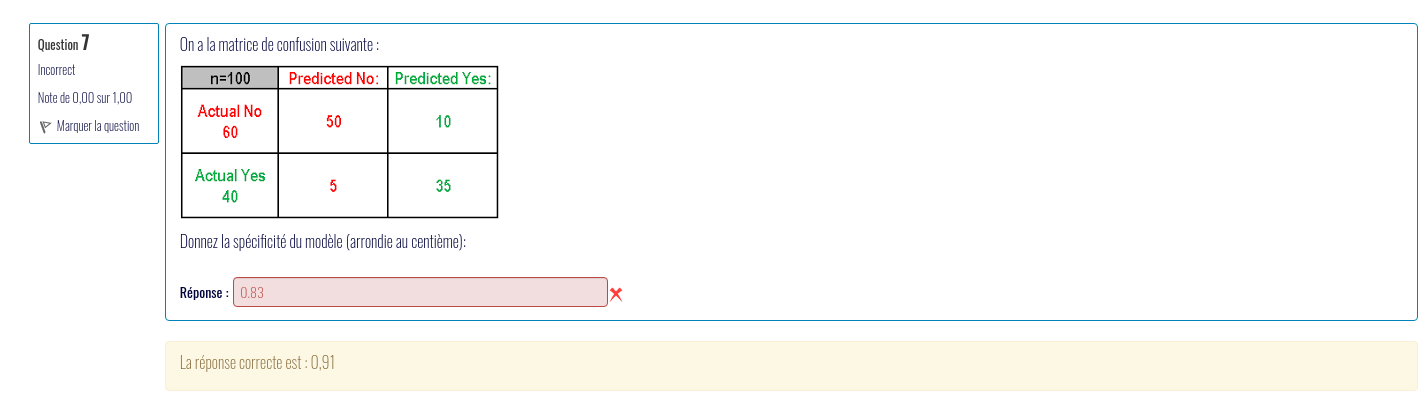 Question 7
Incorrect
Note de 0,00 sur 1,00
Marquer la question
On a la matrice de confusion suivante :
n=100 Predicted No: Predicted Yes:
Actual No
60 50 10
Actual Yes
40 5 35
Donnez la spécificité du modèle (arrondie au centième):
Réponse : 0.83
La réponse correcte est : 0,91